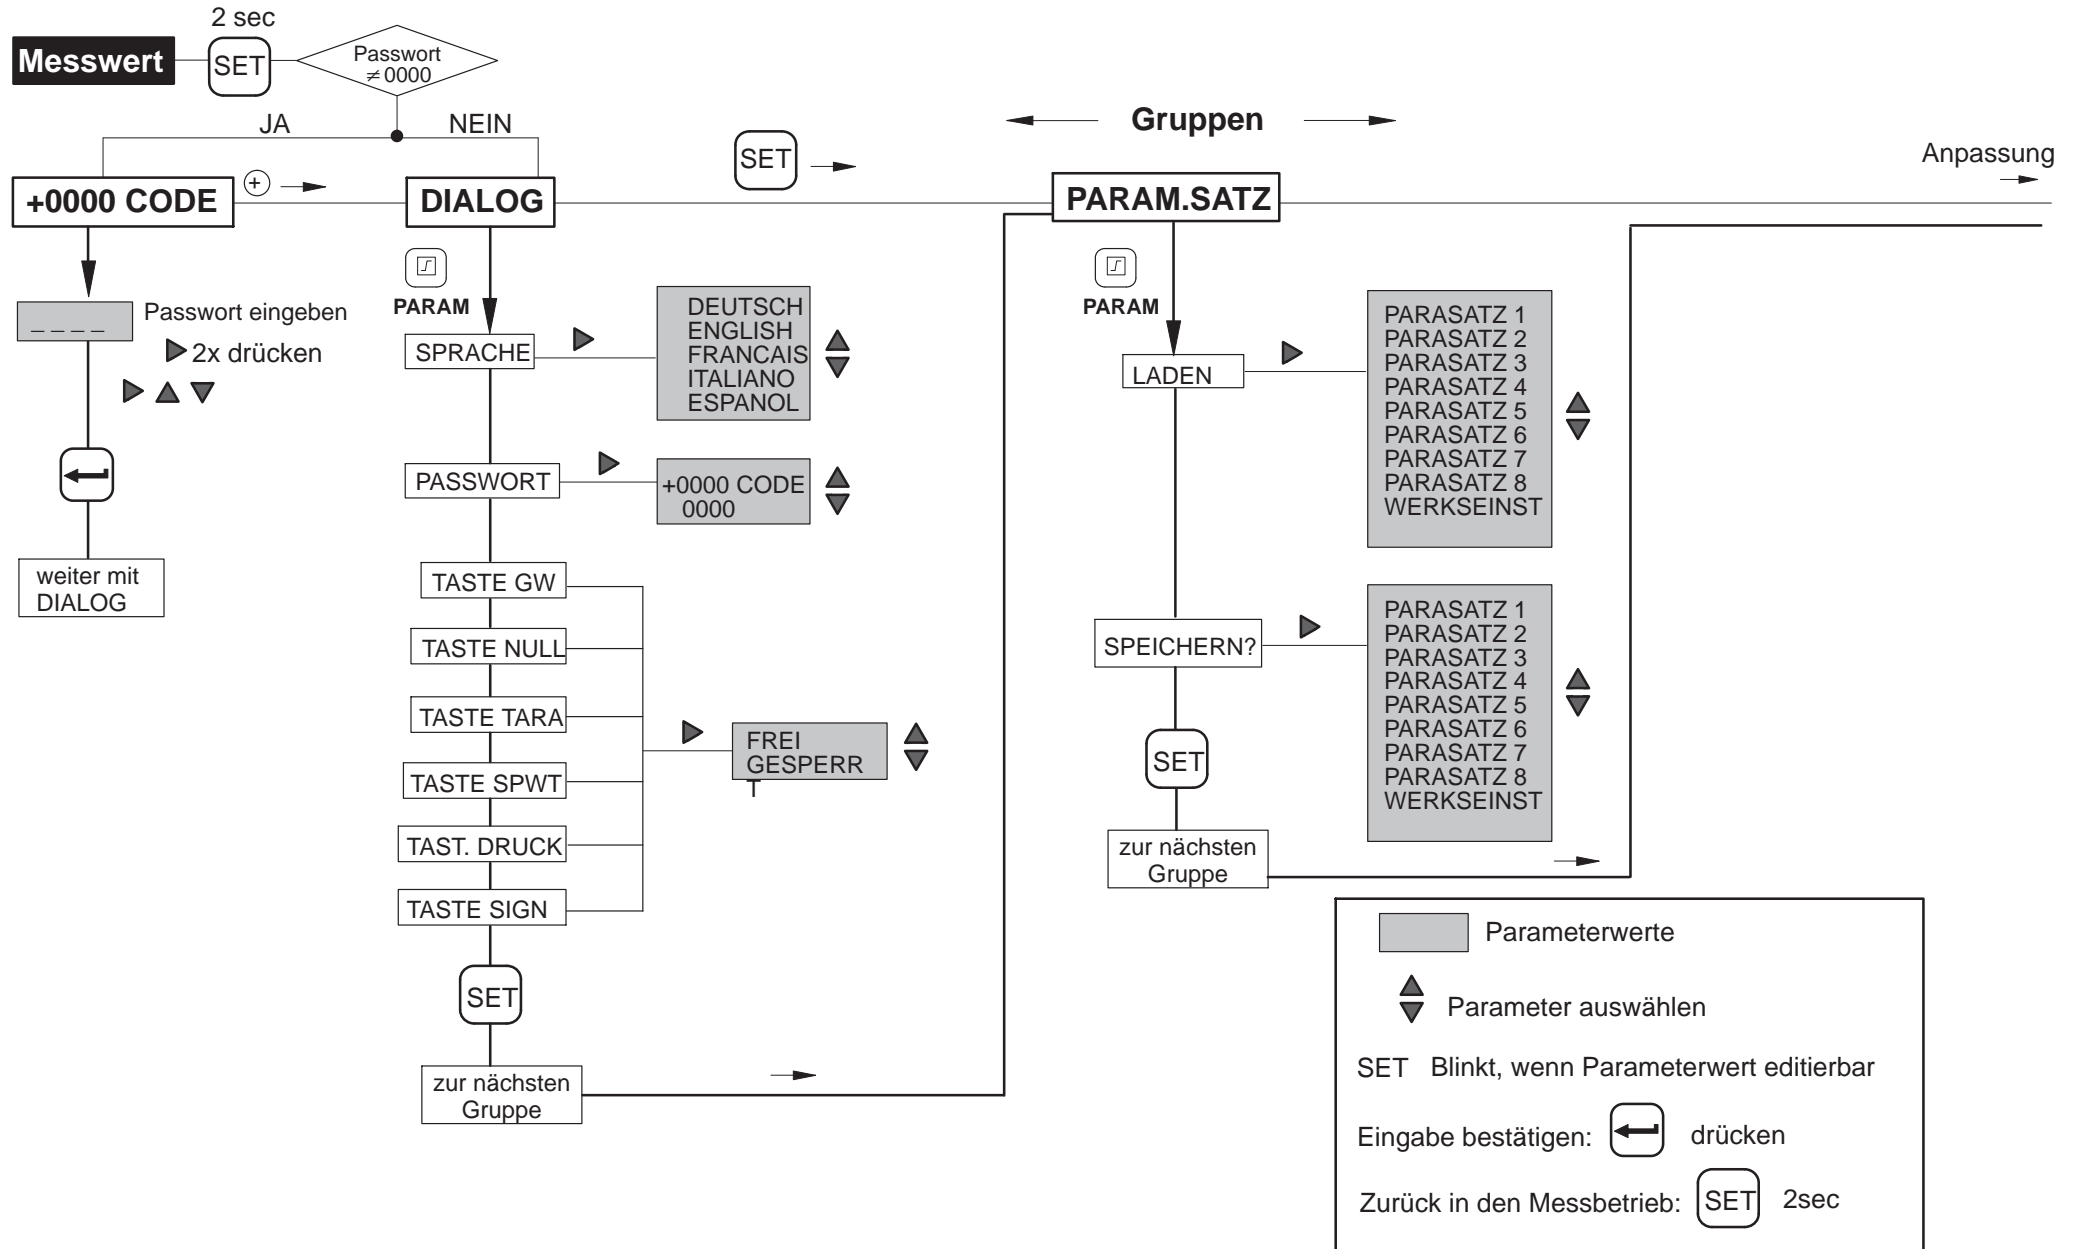 2 sec
Messwert
SET
Passwort
≠0000
JA
NEIN
+0000 CODE
+
DIALOG
SET
Gruppen
PARAM.SATZ
Anpassung
_ _ _ _
Passwort eingeben
2x drücken
weiter mit
DIALOG
PARAM
SPRACHE
DEUTSCH
ENGLISH
FRANCAIS
ITALIANO
ESPANOL
PASSWORT
+0000 CODE
0000
TASTE GW
TASTE NULL
TASTE TARA
TASTE SPWT
TAST. DRUCK
TASTE SIGN
FREI
GESPERR
T
SET
zur nächsten
Gruppe
PARAM
LADEN
PARASATZ 1
PARASATZ 2
PARASATZ 3
PARASATZ 4
PARASATZ 5
PARASATZ 6
PARASATZ 7
PARASATZ 8
WERKSEINST
SPEICHERN?
PARASATZ 1
PARASATZ 2
PARASATZ 3
PARASATZ 4
PARASATZ 5
PARASATZ 6
PARASATZ 7
PARASATZ 8
WERKSEINST
SET
zur nächsten
Gruppe
Parameterwerte
Parameter auswählen
SET Blinkt, wenn Parameterwert editierbar
Eingabe bestätigen: drücken
Zurück in den Messbetrieb: SET 2sec